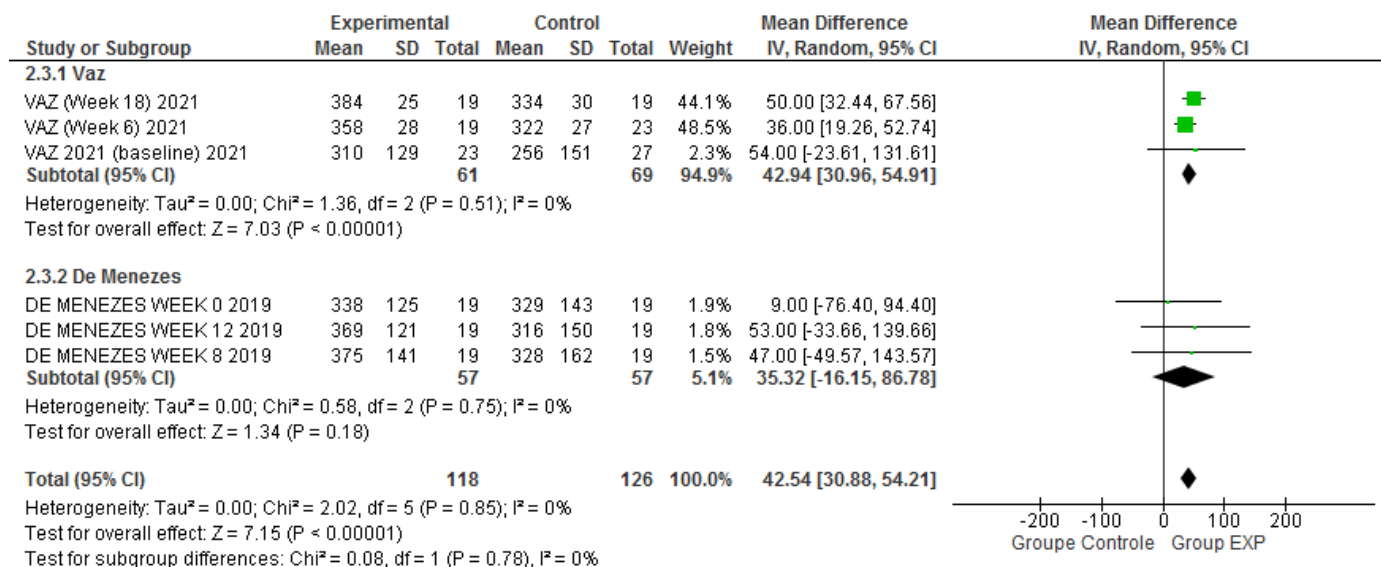 Experimental Control Mean Difference Mean Difference
Study or Subgroup Mean SD Total Mean SD Total Weight IV, Random, 95% CI IV, Random, 95% CI
2.3.1 Vaz
VAZ (Week 18) 2021 384 25 19 334 30 19 44.1% 50.00 [32.44, 67.56]
VAZ (Week 6) 2021 358 28 19 322 27 23 48.5% 36.00 [19.26, 52.74]
VAZ 2021 (baseline) 2021 310 129 23 256 151 27 2.3% 54.00 [-23.61, 131.61]
Subtotal (95% CI) 61 69 94.9% 42.94 [30.96, 54.91]
Heterogeneity: Tau² = 0.00; Chi² = 1.36, df = 2 (P = 0.51); I² = 0%
Test for overall effect: Z = 7.03 (P < 0.00001)
2.3.2 De Menezes
DE MENEZES WEEK 0 2019 338 125 19 329 143 19 1.9% 9.00 [-76.40, 94.40]
DE MENEZES WEEK 12 2019 369 121 19 316 150 19 1.8% 53.00 [-33.66, 139.66]
DE MENEZES WEEK 8 2019 375 141 19 328 162 19 1.5% 47.00 [-49.57, 143.57]
Subtotal (95% CI) 57 57 5.1% 35.32 [-16.15, 86.78]
Heterogeneity: Tau² = 0.00; Chi² = 0.58, df = 2 (P = 0.75); I² = 0%
Test for overall effect: Z = 1.34 (P = 0.18)
Total (95% CI) 118 126 100.0% 42.54 [30.88, 54.21]
Heterogeneity: Tau² = 0.00; Chi² = 2.02, df = 5 (P = 0.85); I² = 0%
Test for overall effect: Z = 7.15 (P < 0.00001)
Test for subgroup differences: Chi² = 0.08, df = 1 (P = 0.78), I² = 0%
-200 -100 0 100 200
Groupe Controle Group EXP